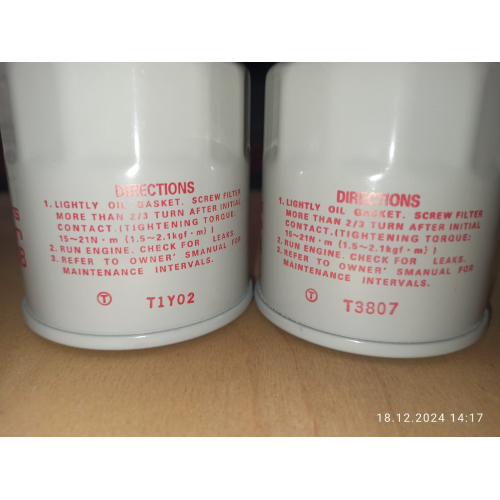 DIRECTIONS
1. LIGHTLY OIL GASKET. SCREW FILTER
MORE THAN 2/3 TURN AFTER INITIAL
CONTACT. (TIGHTENING TORQUE:
15~21N·m (1.5~2.1kgf·m))
2. RUN ENGINE. CHECK FOR LEAKS.
3. REFER TO OWNER'SMANUAL FOR
MAINTENANCE INTERVALS.
T T1Y02
DIRECTIONS
1. LIGHTLY OIL GASKET. SCREW FILTER
MORE THAN 2/3 TURN AFTER INITIAL
CONTACT. (TIGHTENING TORQUE:
15~21N·m (1.5~2.1kgf·m))
2. RUN ENGINE. CHECK FOR LEAKS.
3. REFER TO OWNER'SMANUAL FOR
MAINTENANCE INTERVALS.
T T3807
18.12.2024 14:17